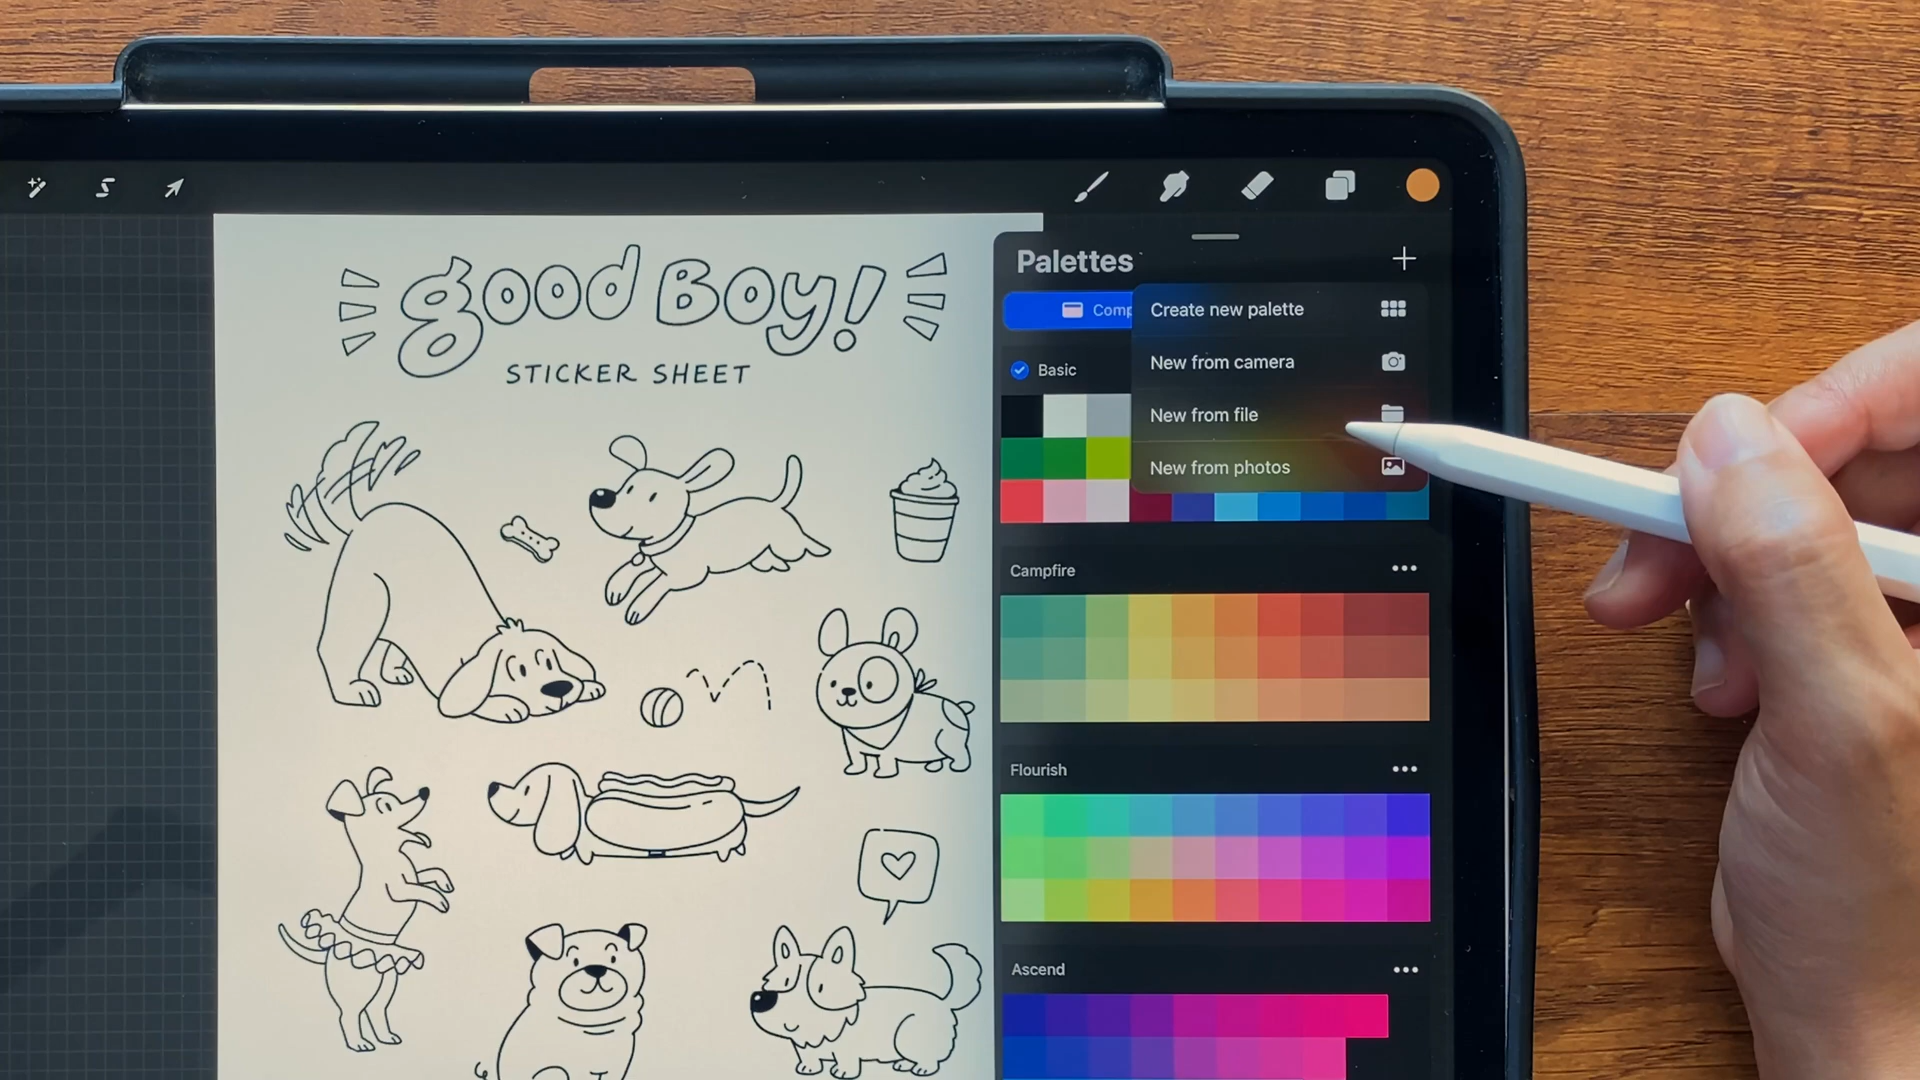 good Boy!
STICKER SHEET
Palettes
Comp
Create new palette
New from camera
New from file
New from photos
Basic
Campfire
Flourish
Ascend